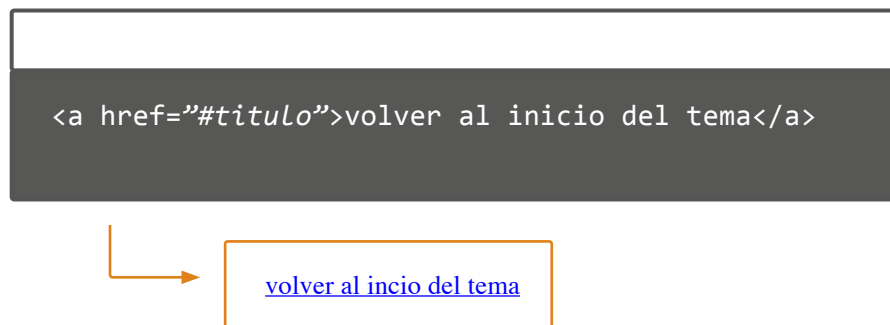 <a href=”#titulo”>volver al inicio del tema</a>
volver al incio del tema